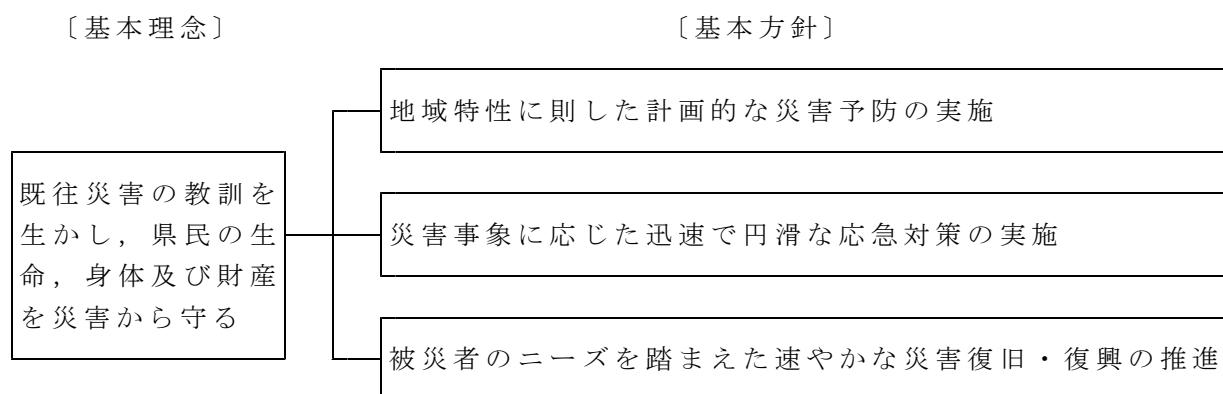 〔基本理念〕
〔基本方針〕
既往災害の教訓を
生かし，県民の生
命，身体及び財産
を災害から守る
地域特性に則した計画的な災害予防の実施
災害事象に応じた迅速で円滑な応急対策の実施
被災者のニーズを踏まえた速やかな災害復旧・復興の推進